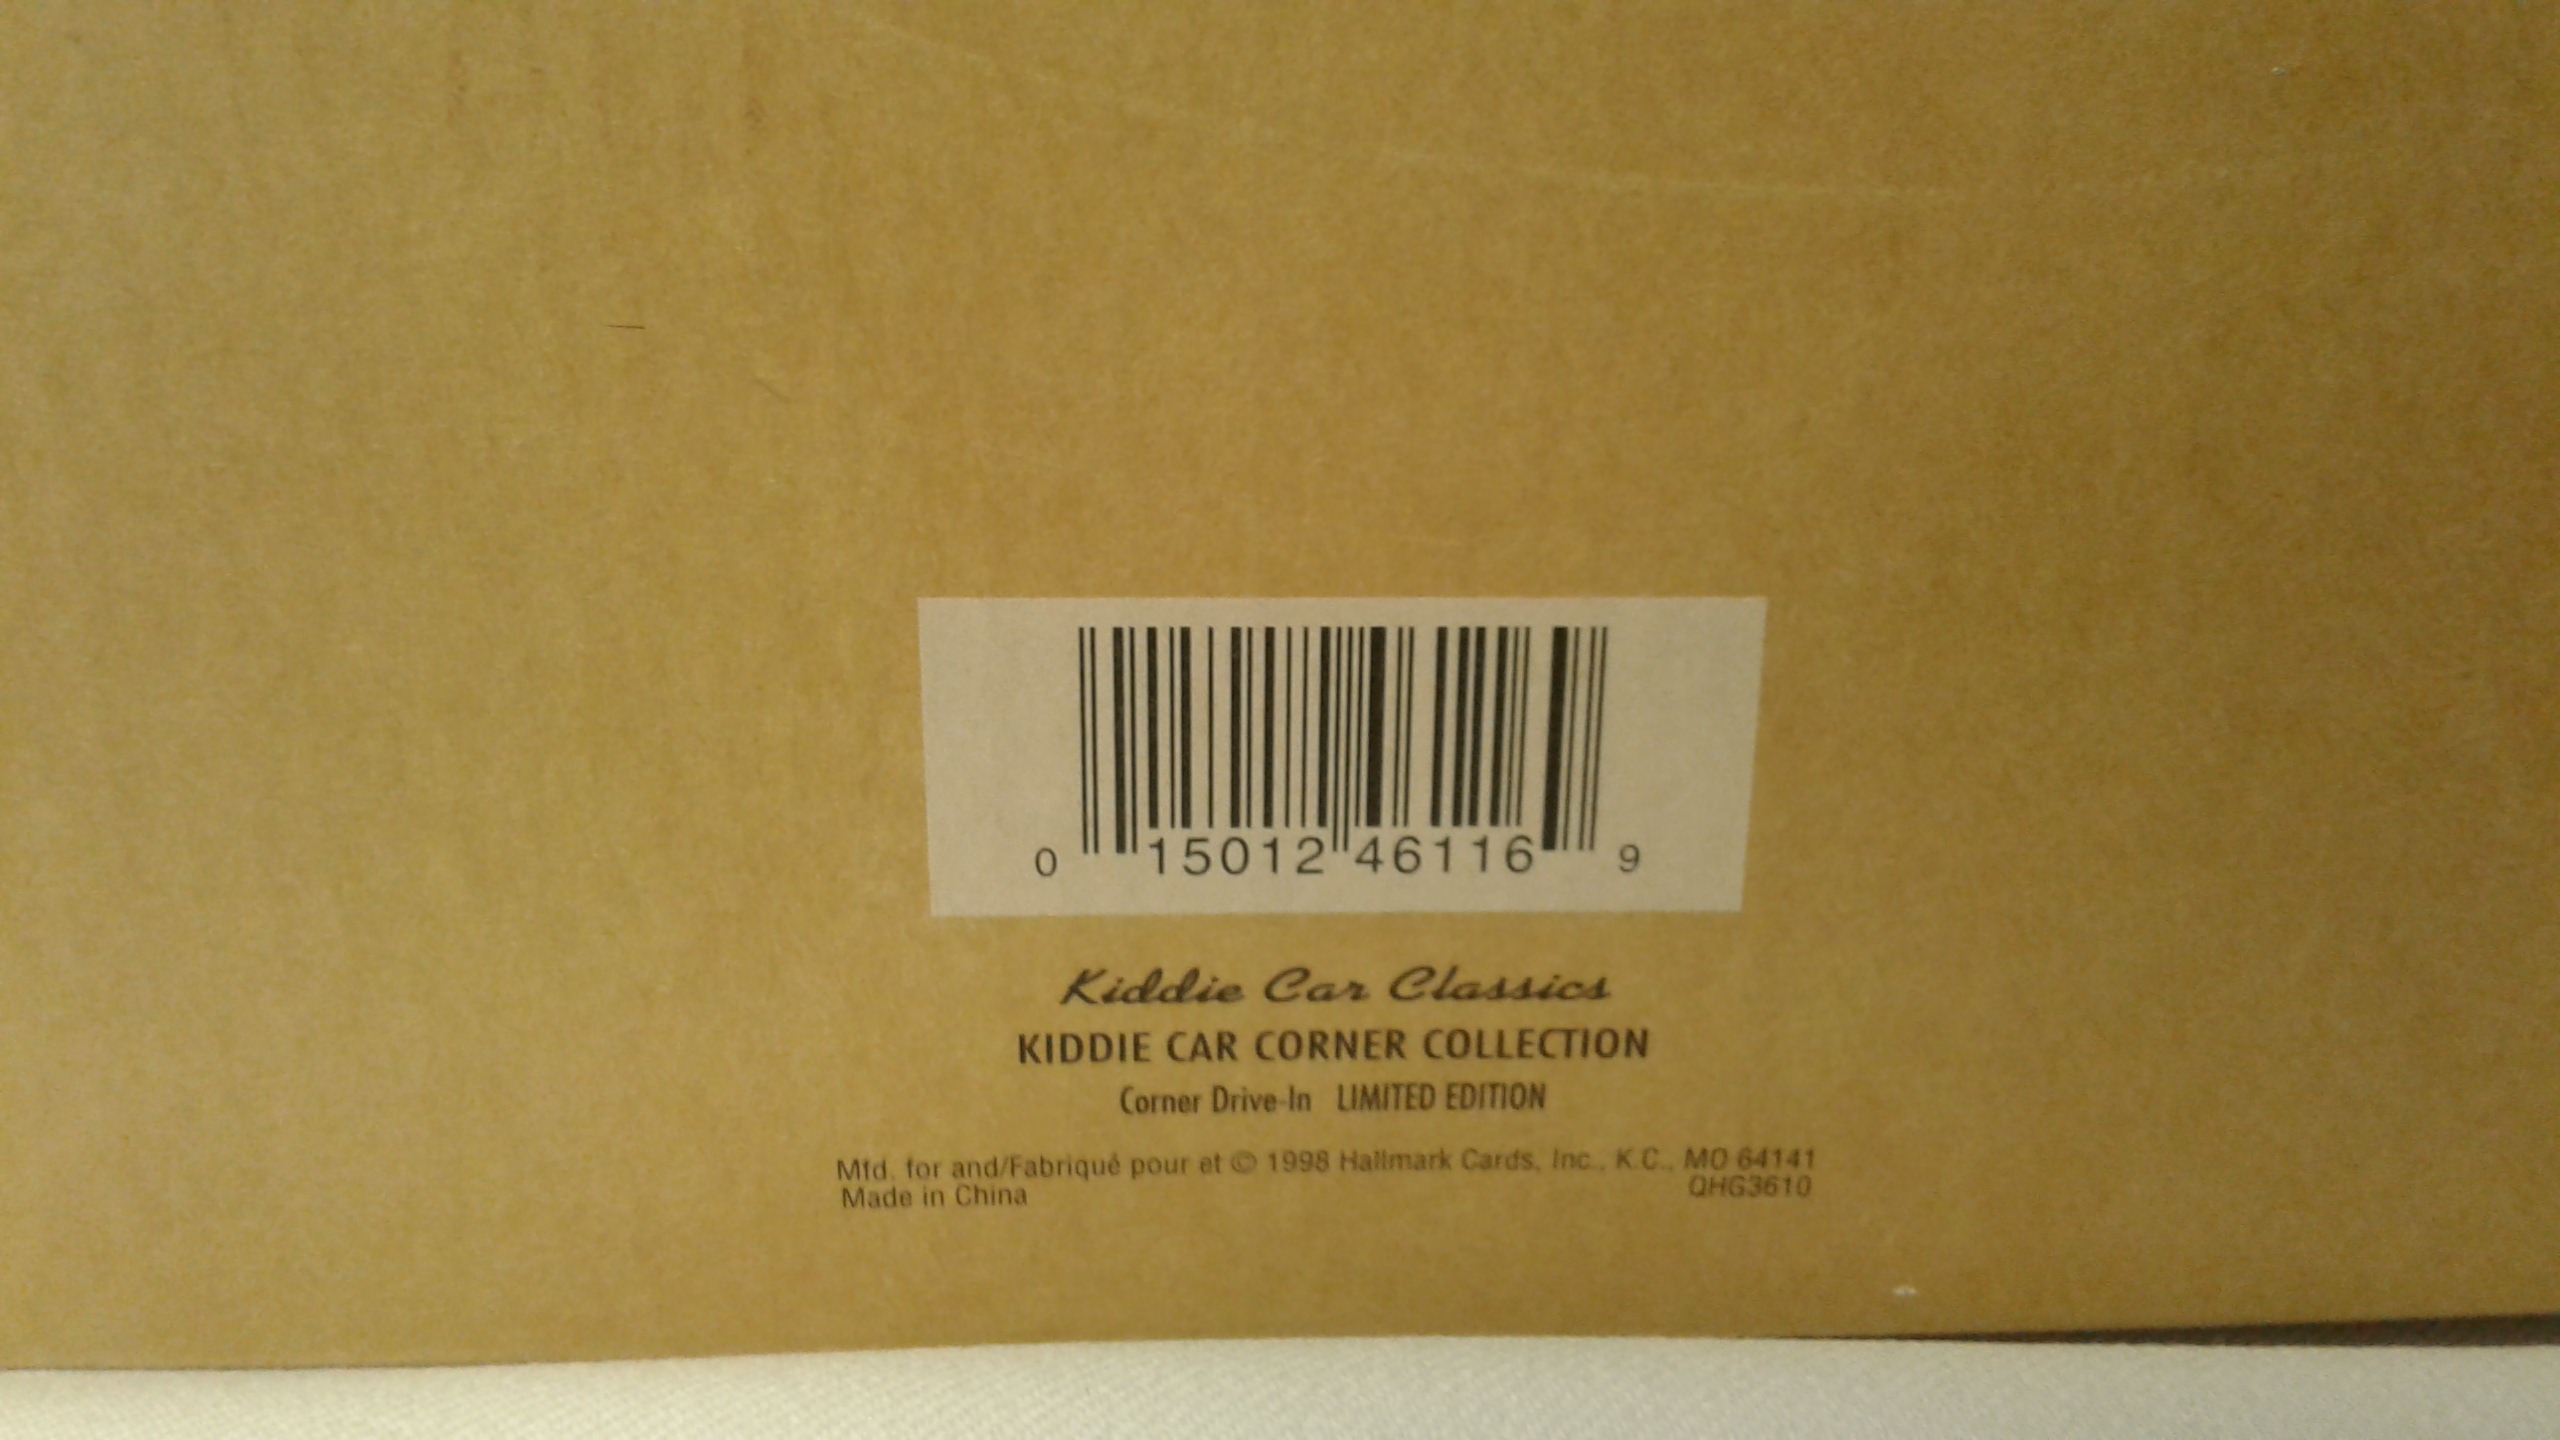 0 15012 46116 9
Kiddie Car Classics
KIDDIE CAR CORNER COLLECTION
Corner Drive-In LIMITED EDITION
Mfd. for and/Fabriqué pour et © 1998 Hallmark Cards, Inc., K.C., MO 64141
Made in China QHG3610